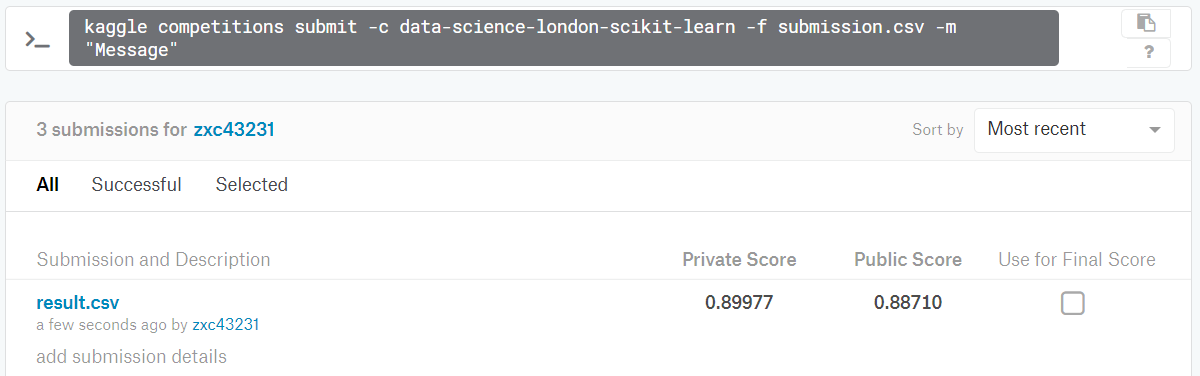 >_ kaggle competitions submit -c data-science-london-scikit-learn -f submission.csv -m
"Message"
?
3 submissions for zxc43231
Sort by Most recent
All Successful Selected
Submission and Description Private Score Public Score Use for Final Score
result.csv 0.89977 0.88710
a few seconds ago by zxc43231
add submission details